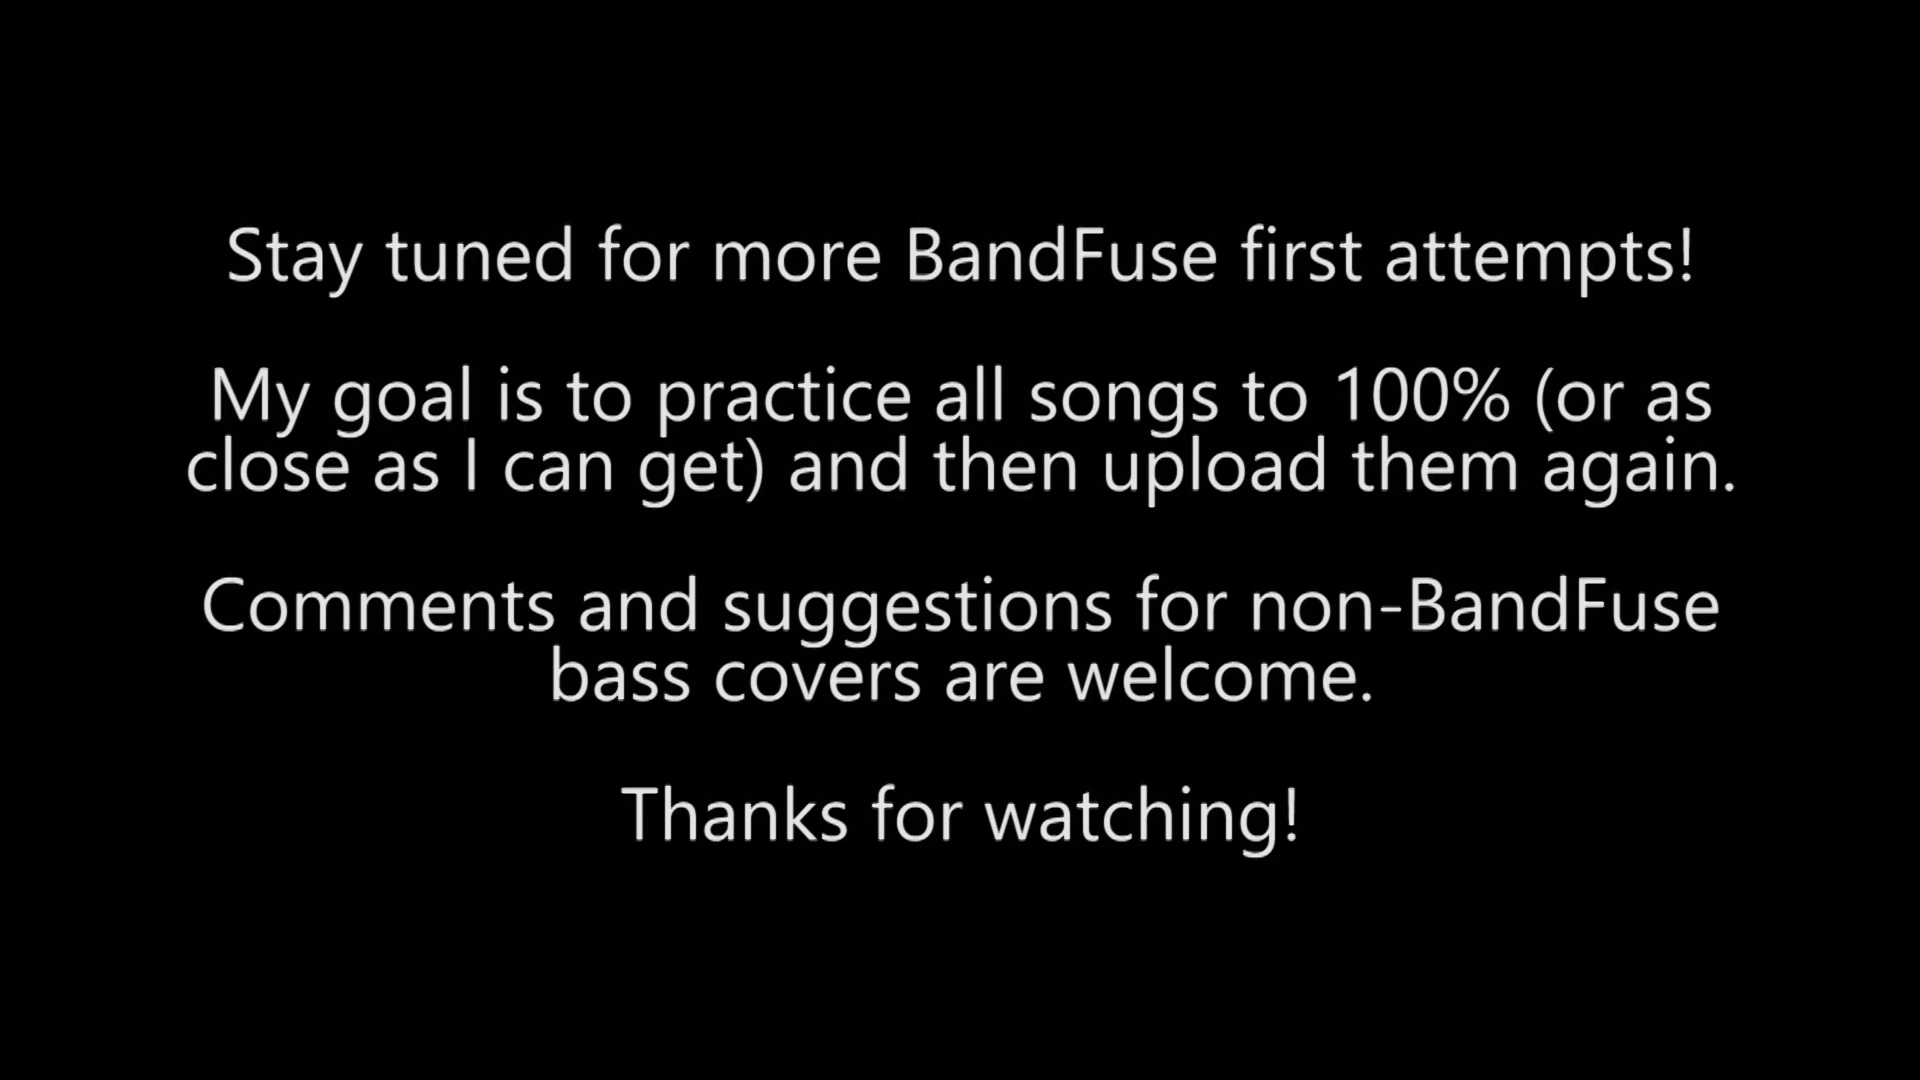 Stay tuned for more BandFuse first attempts!
My goal is to practice all songs to 100% (or as
close as I can get) and then upload them again.
Comments and suggestions for non-BandFuse
bass covers are welcome.
Thanks for watching!